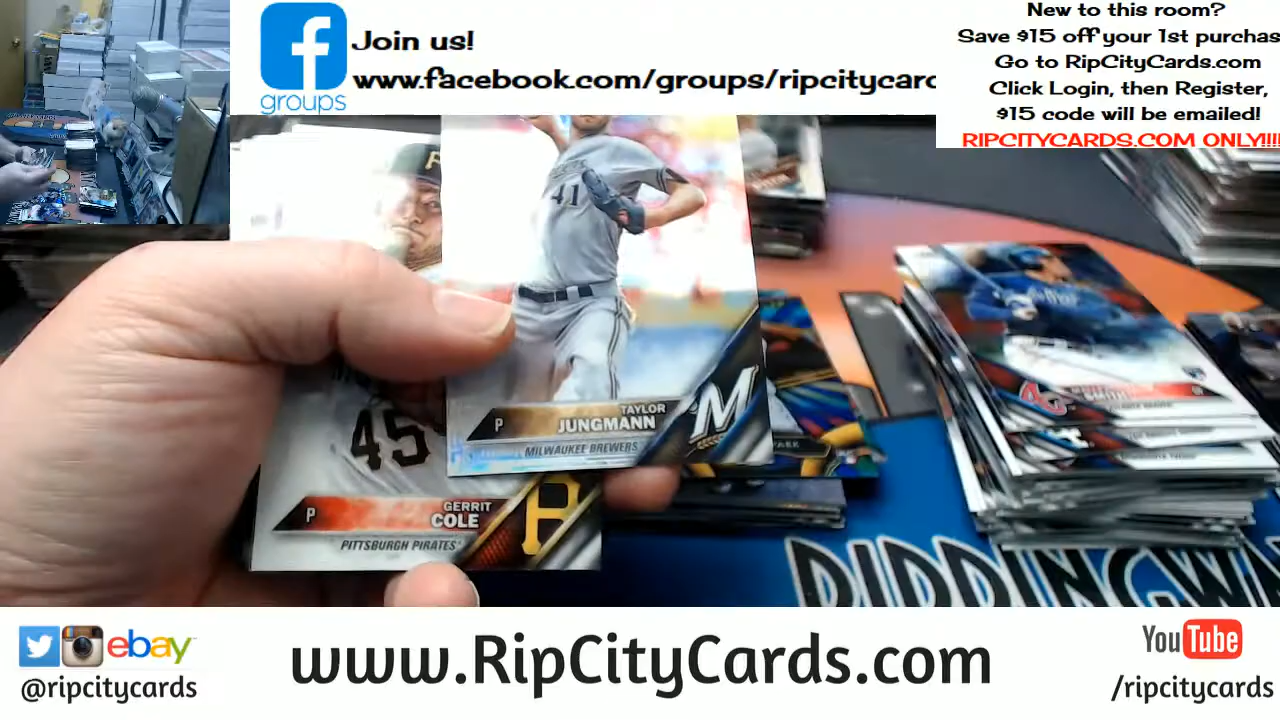 Join us!
www.facebook.com/groups/ripcitycarc
groups
New to this room?
Save $15 off your 1st purchas
Go to RipCityCards.com
Click Login, then Register,
$15 code will be emailed!
RIPCITYCARDS.COM ONLY!!!!
41
P
TAYLOR
JUNGMANN
MILWAUKEE BREWERS
M
45
P
GERRIT
COLE
PITTSBURGH PIRATES
P
ebay
@ripcitycards
www.RipCityCards.com
YouTube
/ripcitycards